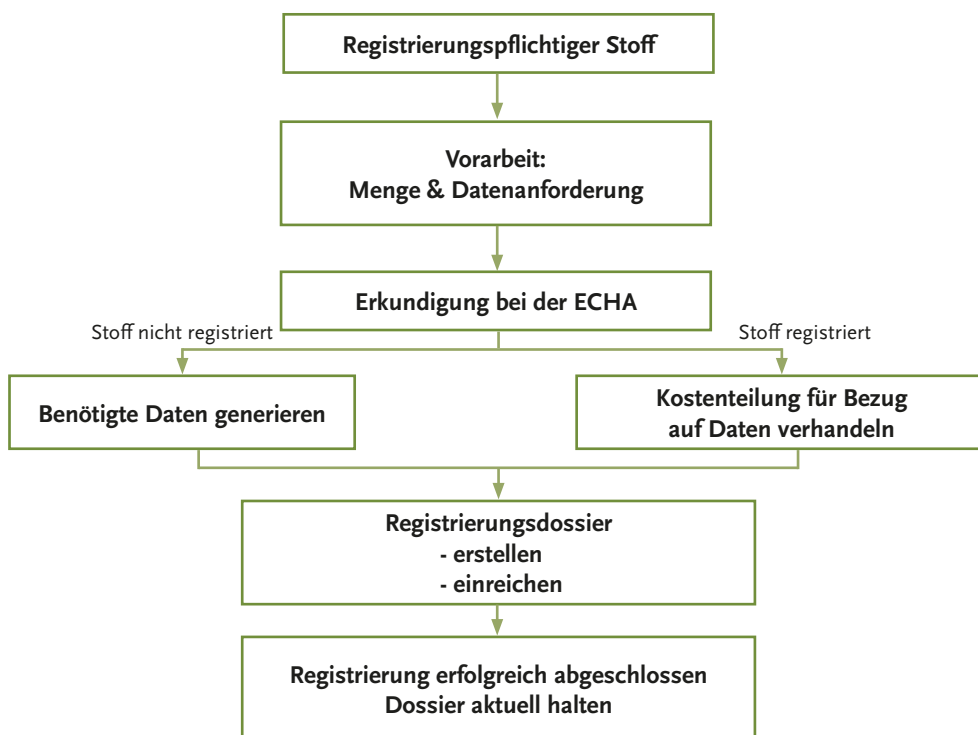 Registrierungspflichtiger Stoff
Vorarbeit:
Menge & Datenanforderung
Erkundigung bei der ECHA
Stoff nicht registriert
Stoff registriert
Benötigte Daten generieren
Kostenteilung für Bezug
auf Daten verhandeln
Registrierungsdossier
- erstellen
- einreichen
Registrierung erfolgreich abgeschlossen
Dossier aktuell halten